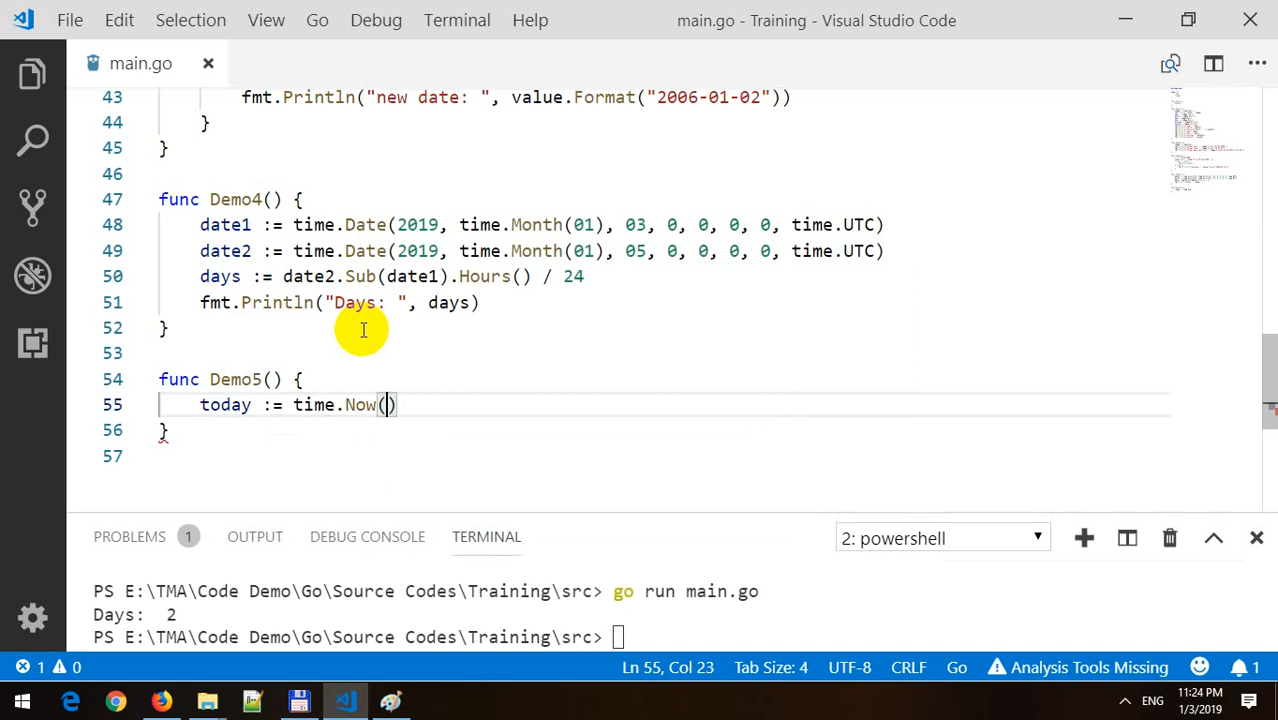 File Edit Selection View Go Debug Terminal Help main.go - Training - Visual Studio Code
main.go
43 fmt.Println("new date: ", value.Format("2006-01-02"))
44 }
45 }
46
47 func Demo4() {
48 date1 := time.Date(2019, time.Month(01), 03, 0, 0, 0, 0, time.UTC)
49 date2 := time.Date(2019, time.Month(01), 05, 0, 0, 0, 0, time.UTC)
50 days := date2.Sub(date1).Hours() / 24
51 fmt.Println("Days: ", days)
52 }
53
54 func Demo5() {
55 today := time.Now()
56 }
57
PROBLEMS 1 OUTPUT DEBUG CONSOLE TERMINAL 2: powershell
PS E:\TMA\Code Demo\Go\Source Codes\Training\src> go run main.go
Days:  2
PS E:\TMA\Code Demo\Go\Source Codes\Training\src>
1 0 Ln 55, Col 23 Tab Size: 4 UTF-8 CRLF Go Analysis Tools Missing 1
ENG 11:24 PM
1/3/2019